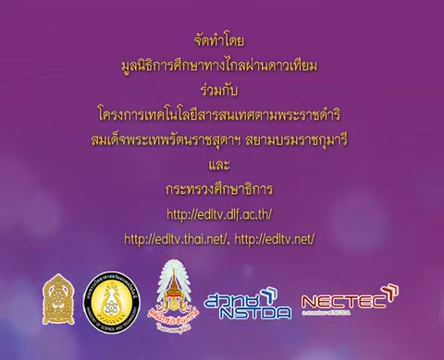 จัดทำโดย
มูลนิธิการศึกษาทางไกลผ่านดาวเทียม
ร่วมกับ
โครงการเทคโนโลยีสารสนเทศตามพระราชดำริ
สมเด็จพระเทพรัตนราชสุดาฯ สยามบรมราชกุมารี
และ
กระทรวงศึกษาธิการ
http://edltv.dlf.ac.th/
http://edltv.thai.net/, http://edltv.net/
สวทช
NSTDA
NECTEC
a member of NSTDA